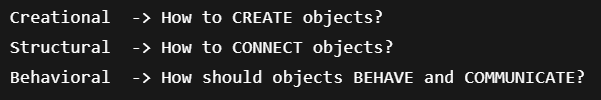 Creational  -> How to CREATE objects?
Structural  -> How to CONNECT objects?
Behavioral  -> How should objects BEHAVE and COMMUNICATE?